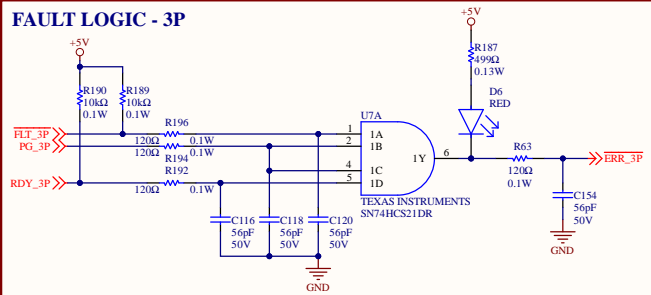 FAULT LOGIC - 3P
+5V
+5V
R187
499Ω
0.13W
R190
10kΩ
0.1W
R189
10kΩ
0.1W
D6
RED
U7A
FLT_3P
R196
120Ω
0.1W
1
1A
PG_3P
2
1B
120Ω
0.1W
R194
1Y
6
R63
120Ω
0.1W
ERR_3P
4
1C
RDY_3P
R192
120Ω
0.1W
5
1D
TEXAS INSTRUMENTS
SN74HCS21DR
C116
56pF
50V
C118
56pF
50V
C120
56pF
50V
C154
56pF
50V
GND
GND